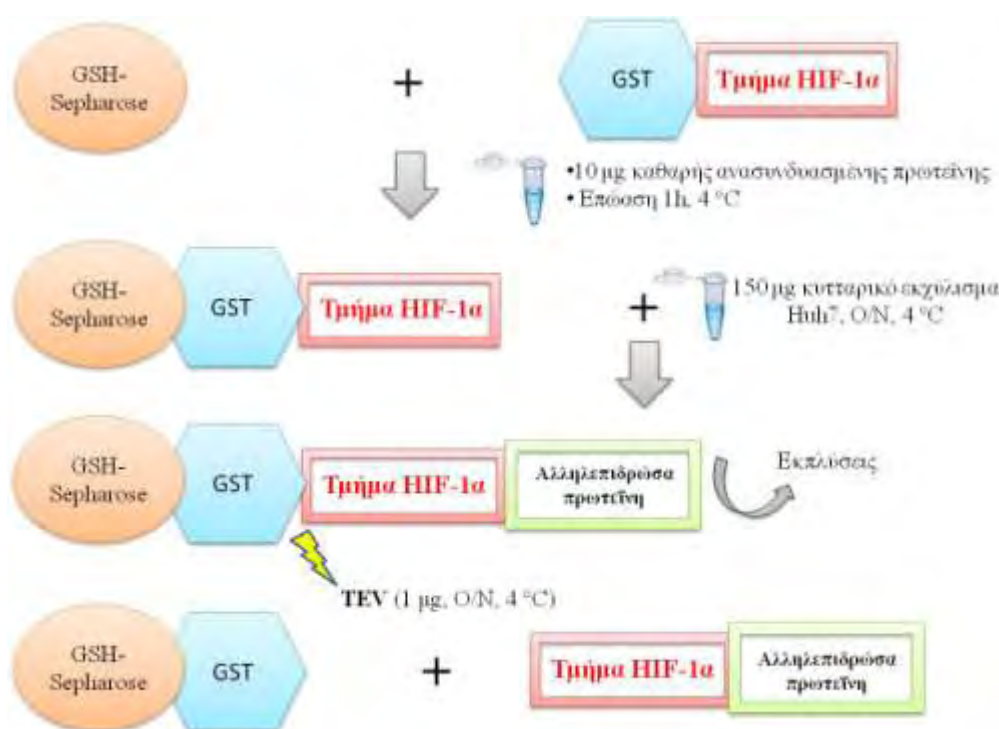 GSH-
Sepharose
+
GST
Τμήμα HIF-1α
•10 μg καθαρής ανασυνδυασμένης πρωτεΐνης
• Επώαση 1h, 4 °C
GSH-
Sepharose
GST
Τμήμα HIF-1α
+
150 μg κυτταρικό εκχύλισμα
Huh7, O/N, 4 °C
GSH-
Sepharose
GST
Τμήμα HIF-1α
Αλληλεπιδρώσα
πρωτεΐνη
Εκπλύσεις
TEV (1 μg, O/N, 4 °C)
GSH-
Sepharose
GST
+
Τμήμα HIF-1α
Αλληλεπιδρώσα
πρωτεΐνη